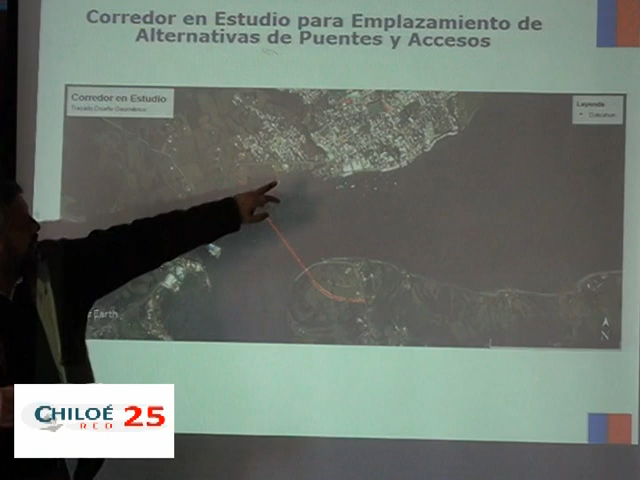 Corredor en Estudio para Emplazamiento de
Alternativas de Puentes y Accesos
Corredor en Estudio
Leyenda
Earth
N
CHILOÉ 25
RED